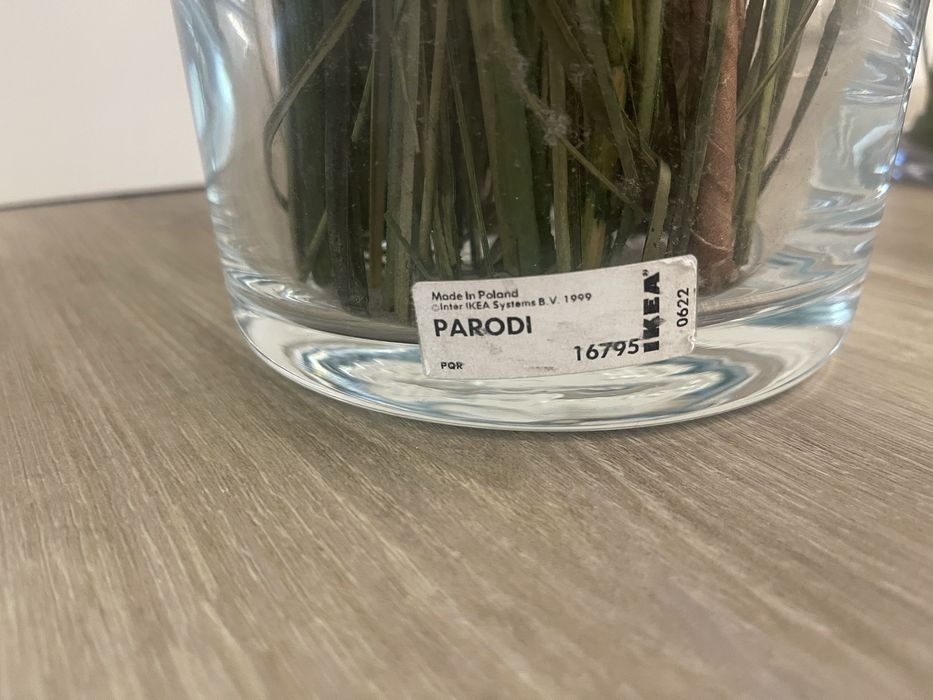 Made In Poland
©Inter IKEA Systems B.V. 1999
PARODI
PQR
16795
IKEA®
0622